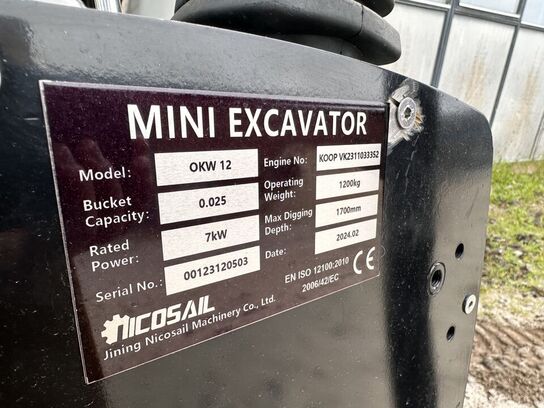 MINI EXCAVATOR
Model: OKW 12
Engine No: KOOP VK2311033352
Bucket Capacity: 0.025
Operating Weight: 1200kg
Rated Power: 7kW
Max Digging Depth: 1700mm
Serial No.: 00123120503
Date: 2024.02
EN ISO 12100:2010
2006/42/EC
CE
NICOSAIL
Jining Nicosail Machinery Co., Ltd.